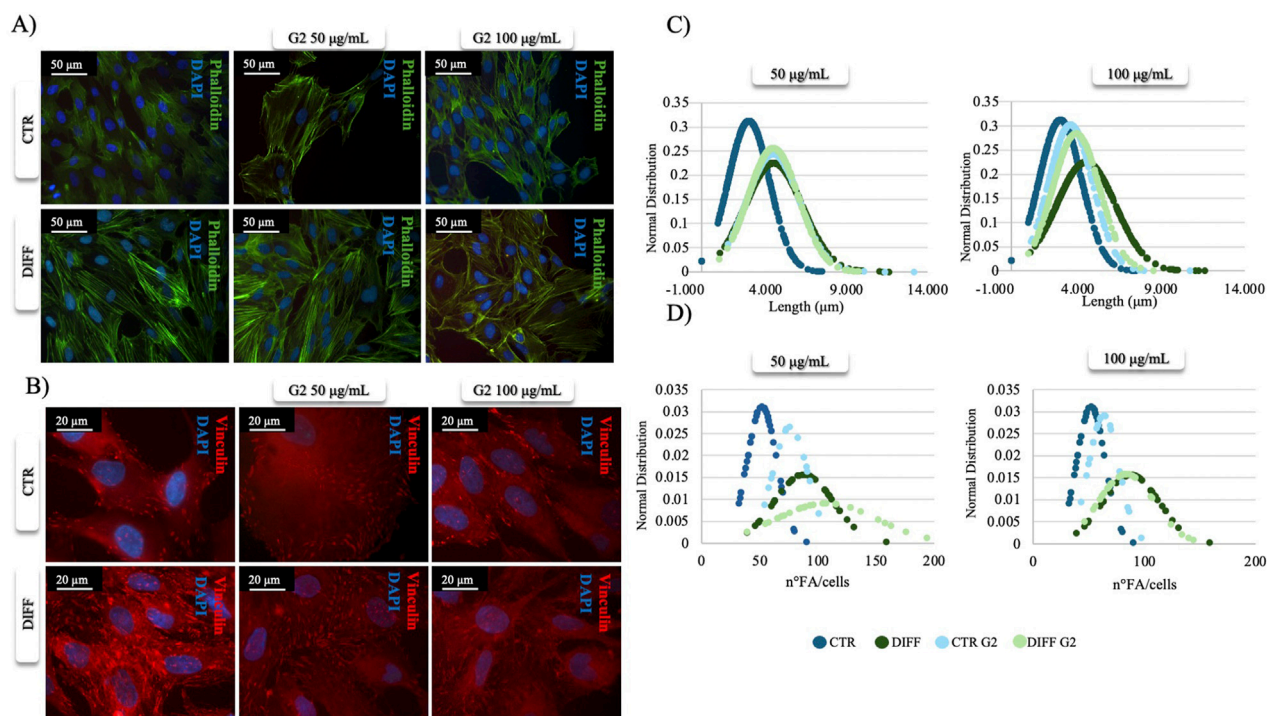 A)
G2 50 µg/mL
G2 100 µg/mL
CTR
50 µm
Phalloidin
DAPI
50 µm
Phalloidin
DAPI
50 µm
Phalloidin
DAPI
DIFF
50 µm
Phalloidin
DAPI
50 µm
Phalloidin
DAPI
50 µm
Phalloidin
DAPI
B)
G2 50 µg/mL
G2 100 µg/mL
CTR
20 µm
Vinculin
DAPI
20 µm
Vinculin
DAPI
20 µm
Vinculin
DAPI
DIFF
20 µm
Vinculin
DAPI
20 µm
Vinculin
DAPI
20 µm
Vinculin
DAPI
C)
50 µg/mL
Normal Distribution
0.35
0.3
0.25
0.2
0.15
0.1
0.05
0
-1.000 4.000 9.000 14.000
Length (µm)
100 µg/mL
Normal Distribution
0.35
0.3
0.25
0.2
0.15
0.1
0.05
0
-1.000 4.000 9.000 14.000
Length (µm)
D)
50 µg/mL
Normal Distribution
0.035
0.03
0.025
0.02
0.015
0.01
0.005
0
0 50 100 150 200
n°FA/cells
100 µg/mL
Normal Distribution
0.035
0.03
0.025
0.02
0.015
0.01
0.005
0
0 100 200
n°FA/cells
CTR DIFF CTR G2 DIFF G2